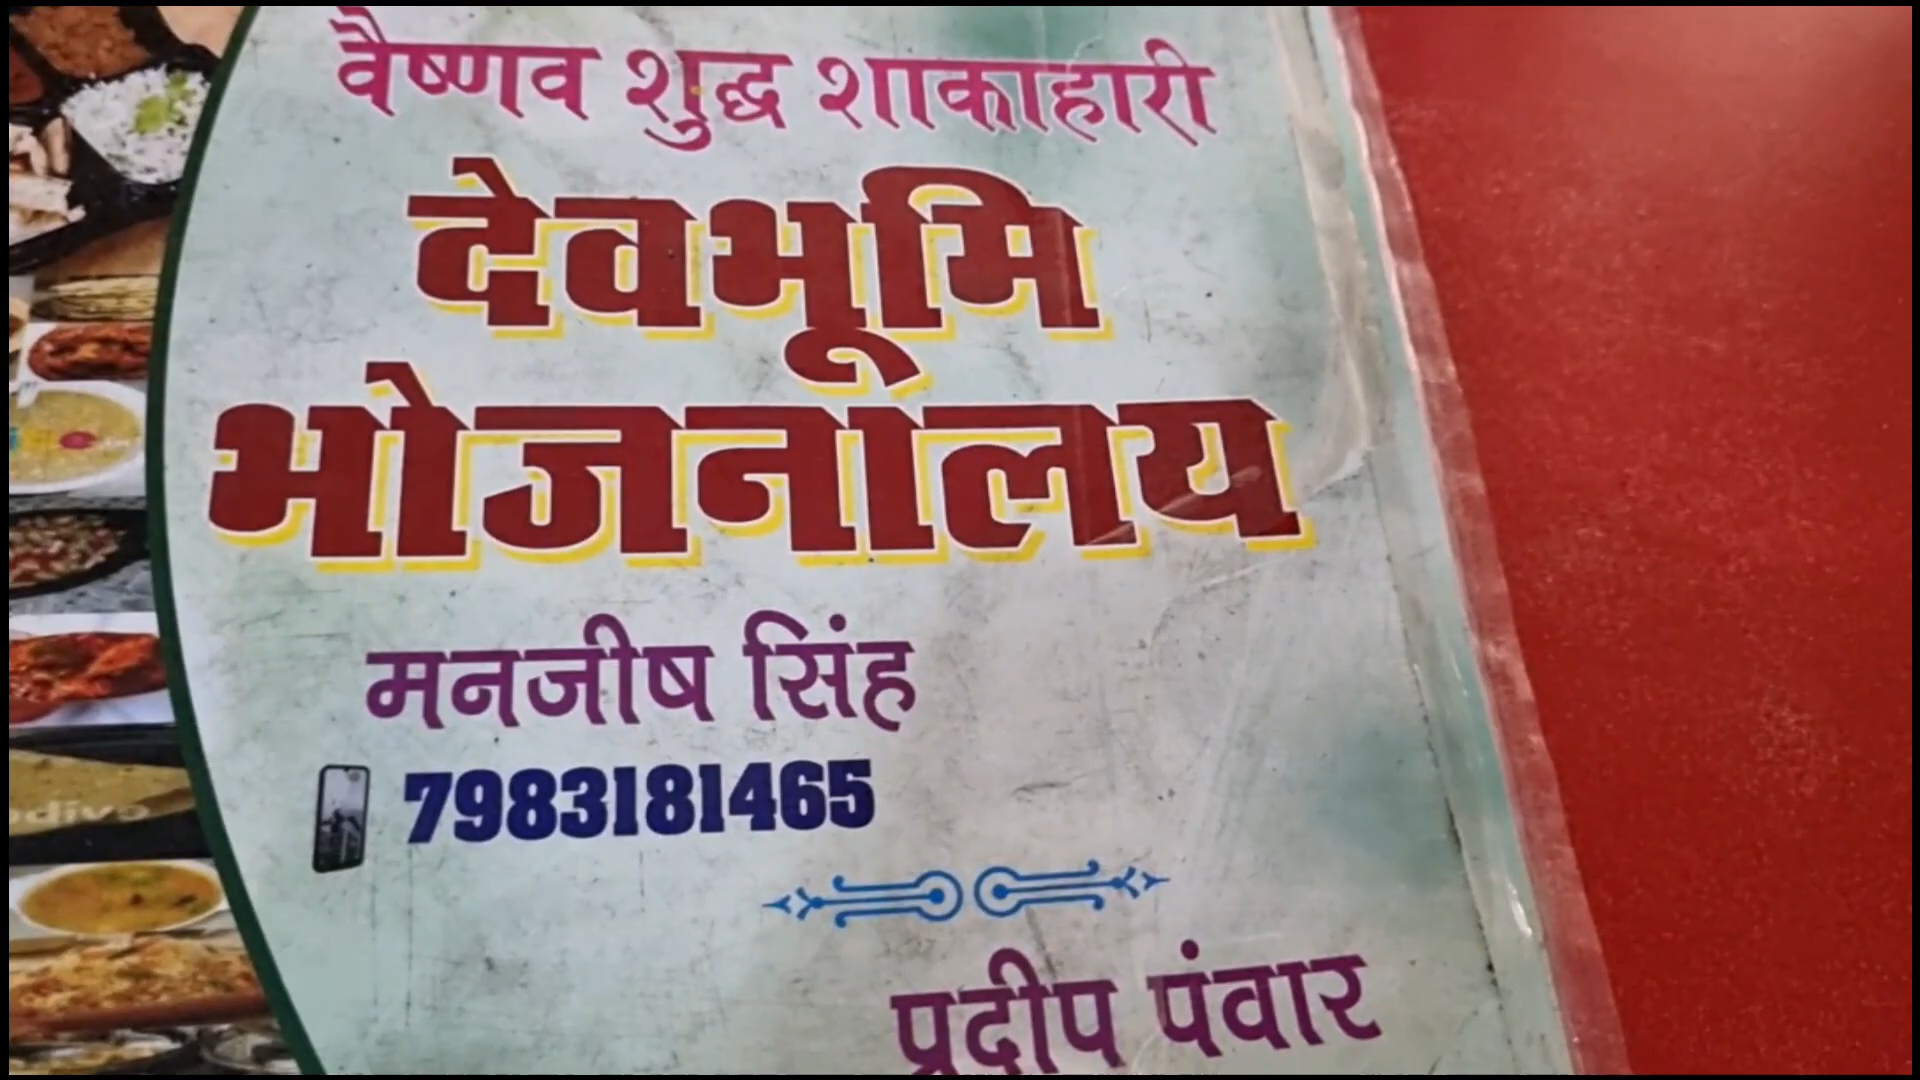 वैष्णव शुद्ध शाकाहारी
देवभूमि
भोजनालय
मनजीष सिंह
7983181465
प्रदीप पंवार